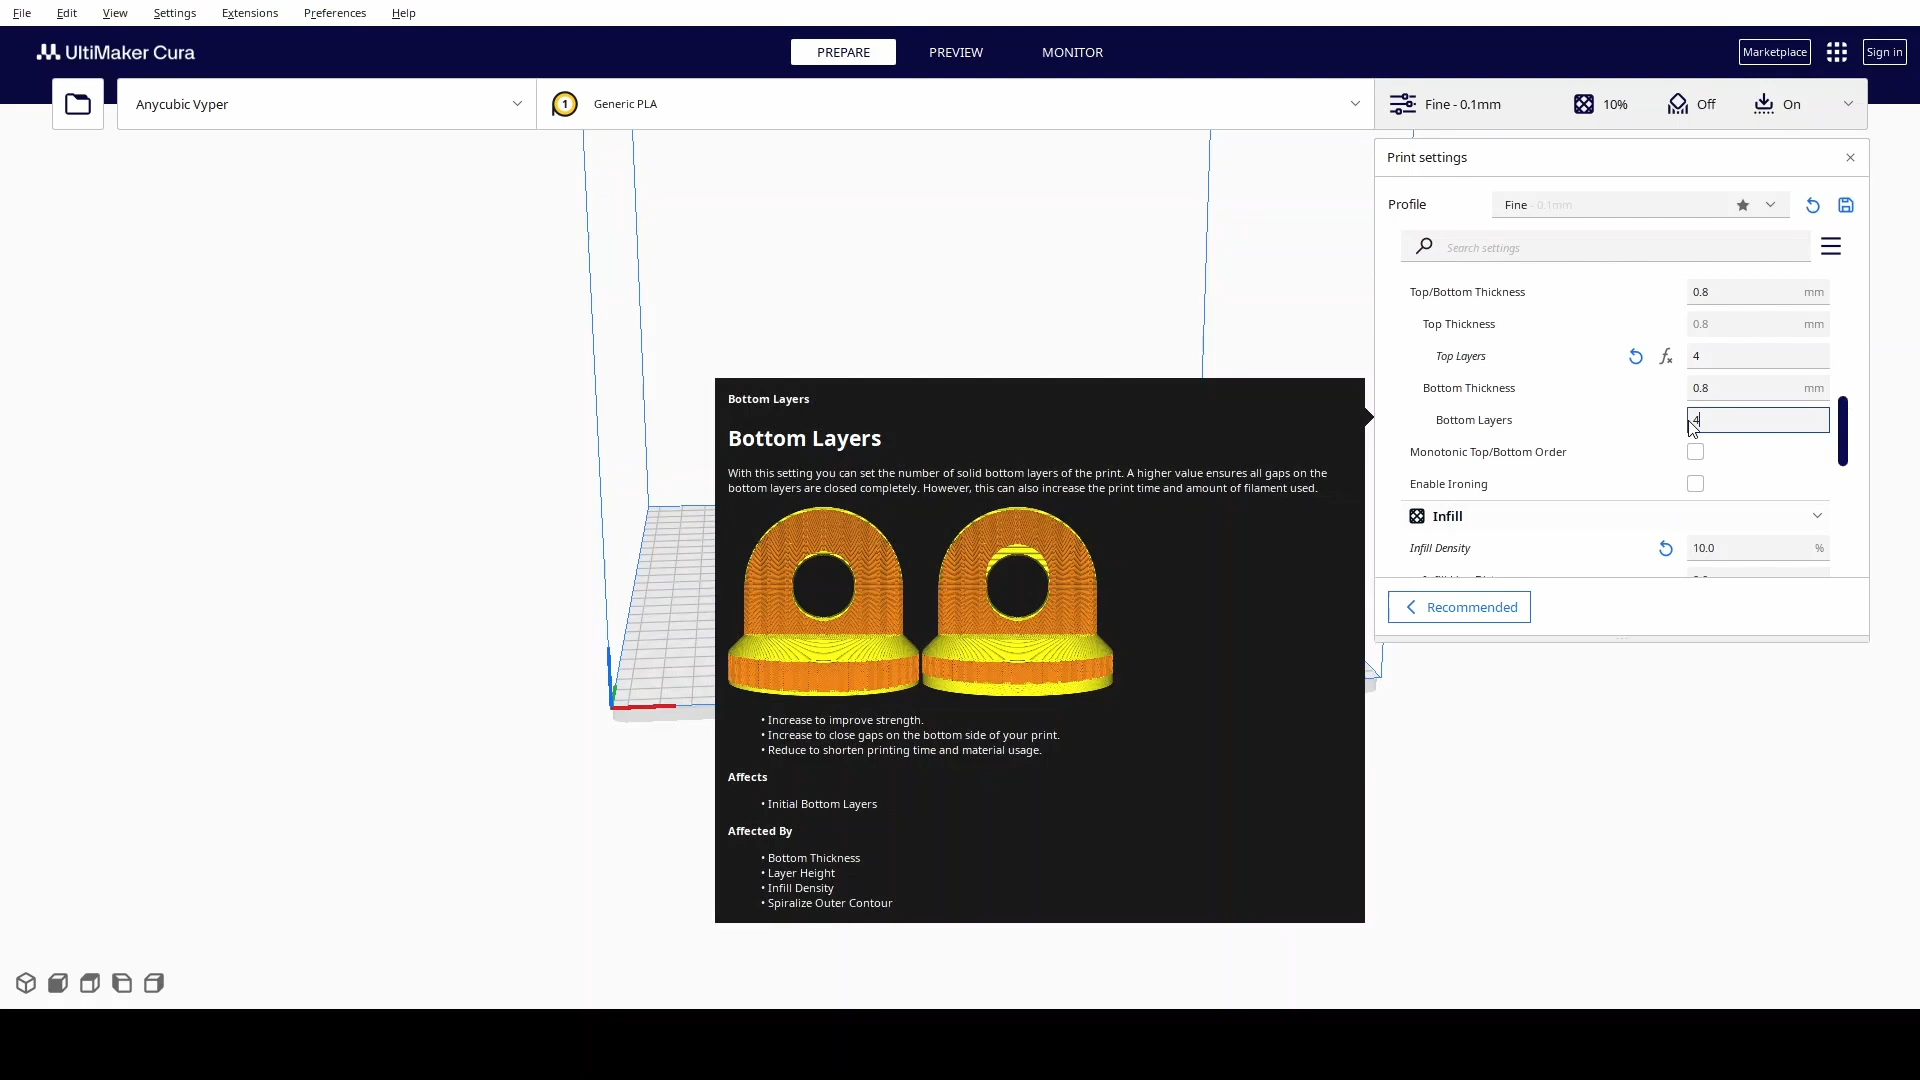 File Edit View Settings Extensions Preferences Help
UltiMaker Cura
PREPARE PREVIEW MONITOR
Marketplace
Sign in
Anycubic Vyper
1 Generic PLA
Fine - 0.1mm 10% Off On
Print settings
Profile
Fine - 0.1mm
Search settings
Top/Bottom Thickness 0.8 mm
Top Thickness 0.8 mm
Top Layers 4
Bottom Thickness 0.8 mm
Bottom Layers 4
Monotonic Top/Bottom Order
Enable Ironing
Infill
Infill Density 10.0 %
Recommended
Bottom Layers
Bottom Layers
With this setting you can set the number of solid bottom layers of the print. A higher value ensures all gaps on the
bottom layers are closed completely. However, this can also increase the print time and amount of filament used.
• Increase to improve strength.
• Increase to close gaps on the bottom side of your print.
• Reduce to shorten printing time and material usage.
Affects
• Initial Bottom Layers
Affected By
• Bottom Thickness
• Layer Height
• Infill Density
• Spiralize Outer Contour